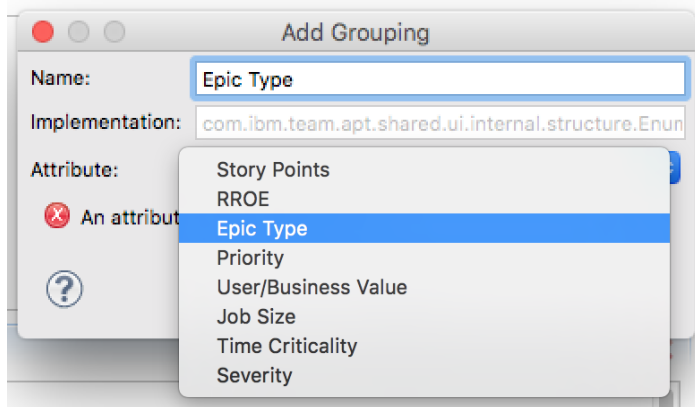 Add Grouping
Name:
Epic Type
Implementation:
com.ibm.team.apt.shared.ui.internal.structure.Enum
Attribute:
Story Points
RROE
Epic Type
Priority
User/Business Value
Job Size
Time Criticality
Severity
An attribut
?